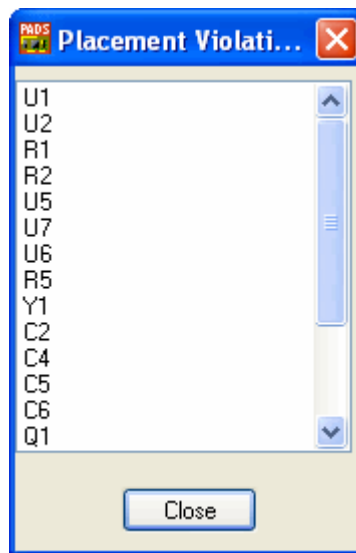 PADS
Placement Violati...
U1
U2
R1
R2
U5
U7
U6
R5
Y1
C2
C4
C5
C6
Q1
Close